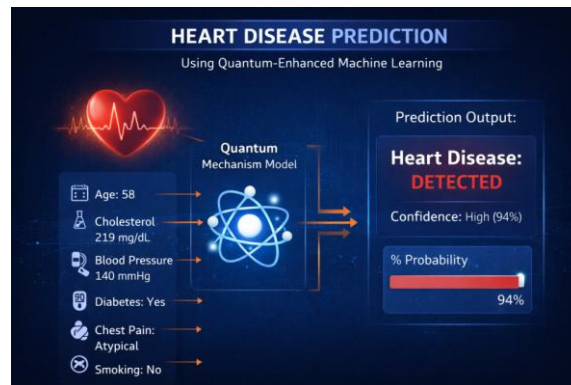 HEART DISEASE PREDICTION
Using Quantum-Enhanced Machine Learning
Quantum
Mechanism Model
Age: 58
Cholesterol
219 mg/dL
Blood Pressure
140 mmHg
Diabetes: Yes
Chest Pain:
Atypical
Smoking: No
Prediction Output:
Heart Disease:
DETECTED
Confidence: High (94%)
% Probability
94%